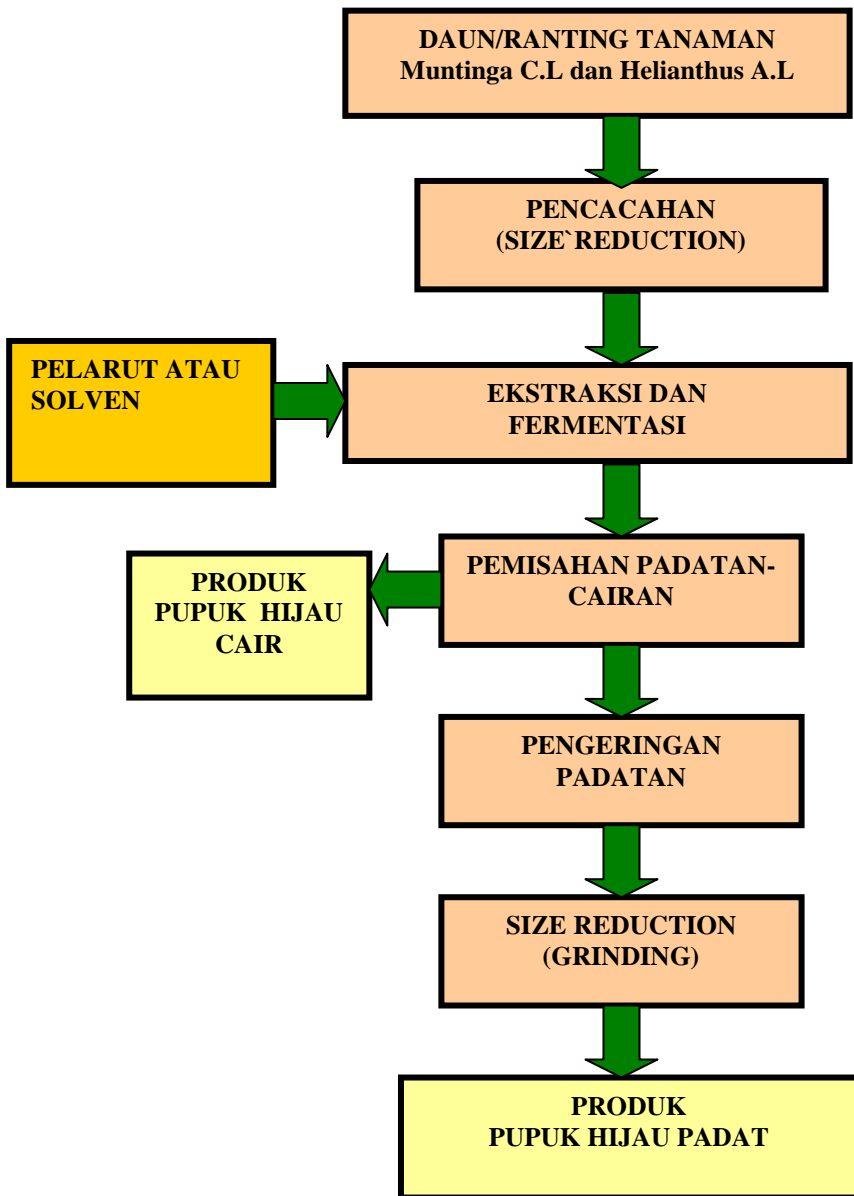 DAUN/RANTING TANAMAN
Muntinga C.L dan Helianthus A.L
PENCACAHAN
(SIZE`REDUCTION)
PELARUT ATAU
SOLVEN
EKSTRAKSI DAN
FERMENTASI
PEMISAHAN PADATAN-
CAIRAN
PRODUK
PUPUK HIJAU
CAIR
PENGERINGAN
PADATAN
SIZE REDUCTION
(GRINDING)
PRODUK
PUPUK HIJAU PADAT